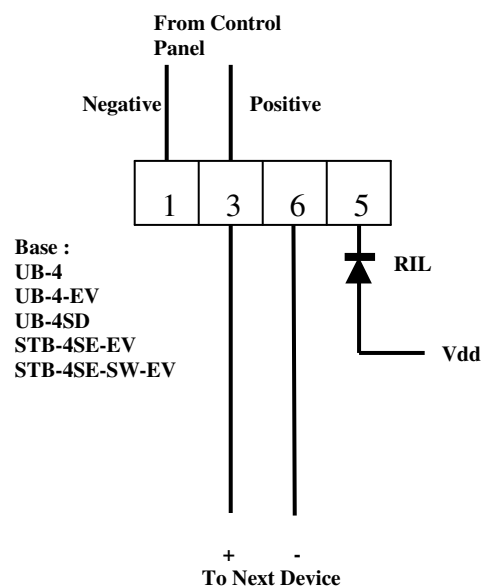 From Control
Panel
Negative
Positive
1
3
6
5
Base :
UB-4
UB-4-EV
UB-4SD
STB-4SE-EV
STB-4SE-SW-EV
RIL
Vdd
+
-
To Next Device